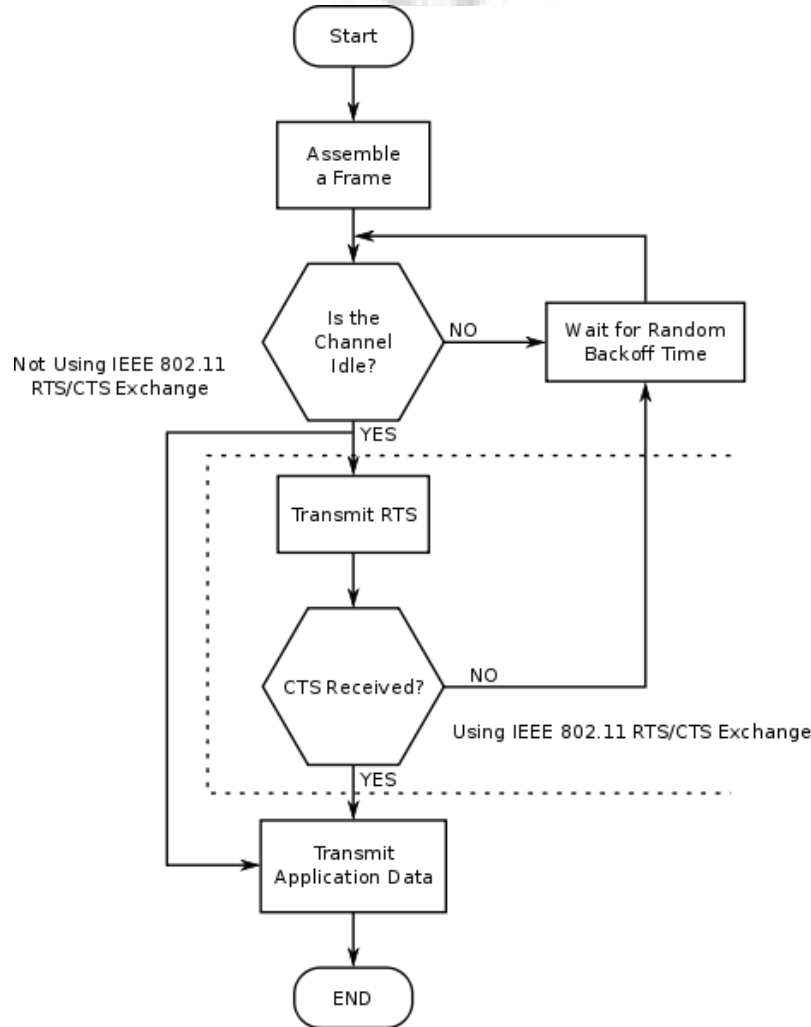 Start
Assemble
a Frame
Is the
Channel
Idle?
NO
Wait for Random
Backoff Time
Not Using IEEE 802.11
RTS/CTS Exchange
YES
Transmit RTS
CTS Received?
NO
Using IEEE 802.11 RTS/CTS Exchange
YES
Transmit
Application Data
END